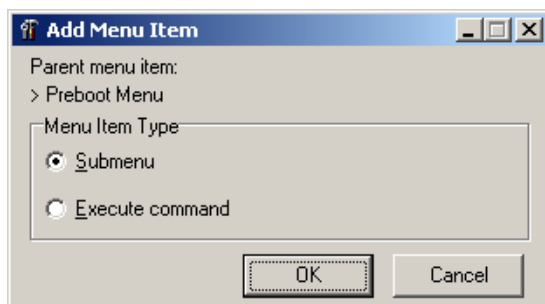 Add Menu Item
Parent menu item:
> Preboot Menu
Menu Item Type
Submenu
Execute command
OK Cancel